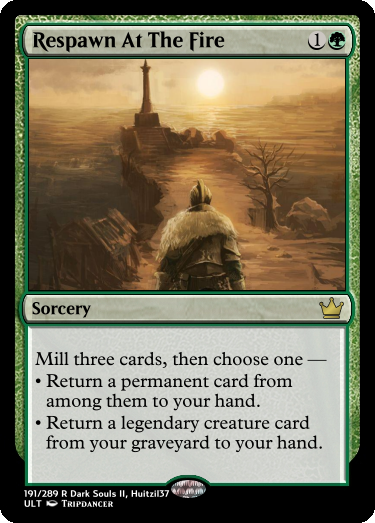 Respawn At The Fire 1
Sorcery
Mill three cards, then choose one —
• Return a permanent card from
among them to your hand.
• Return a legendary creature card
from your graveyard to your hand.
191/289 R Dark Souls II, Huitzil37
ULT Tripdancer